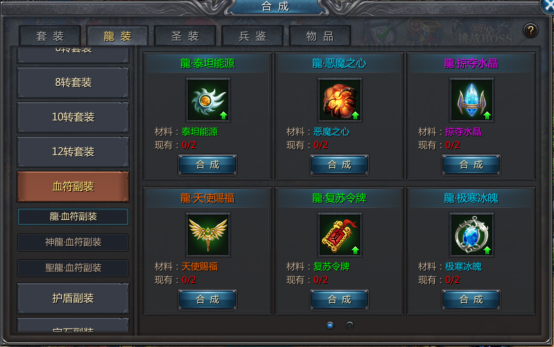 合成
套装
龍装
圣装
兵鉴
物品
?
8转套装
10转套装
12转套装
血符副装
龍·血符副装
神龍·血符副装
聖龍·血符副装
护盾副装
龍·泰坦能源
材料：泰坦能源
现有：0/2
合成
龍·恶魔之心
材料：恶魔之心
现有：0/2
合成
龍·掠夺水晶
材料：掠夺水晶
现有：0/2
合成
龍·天使赐福
材料：天使赐福
现有：0/2
合成
龍·复苏令牌
材料：复苏令牌
现有：0/2
合成
龍·极寒冰魄
材料：极寒冰魄
现有：0/2
合成